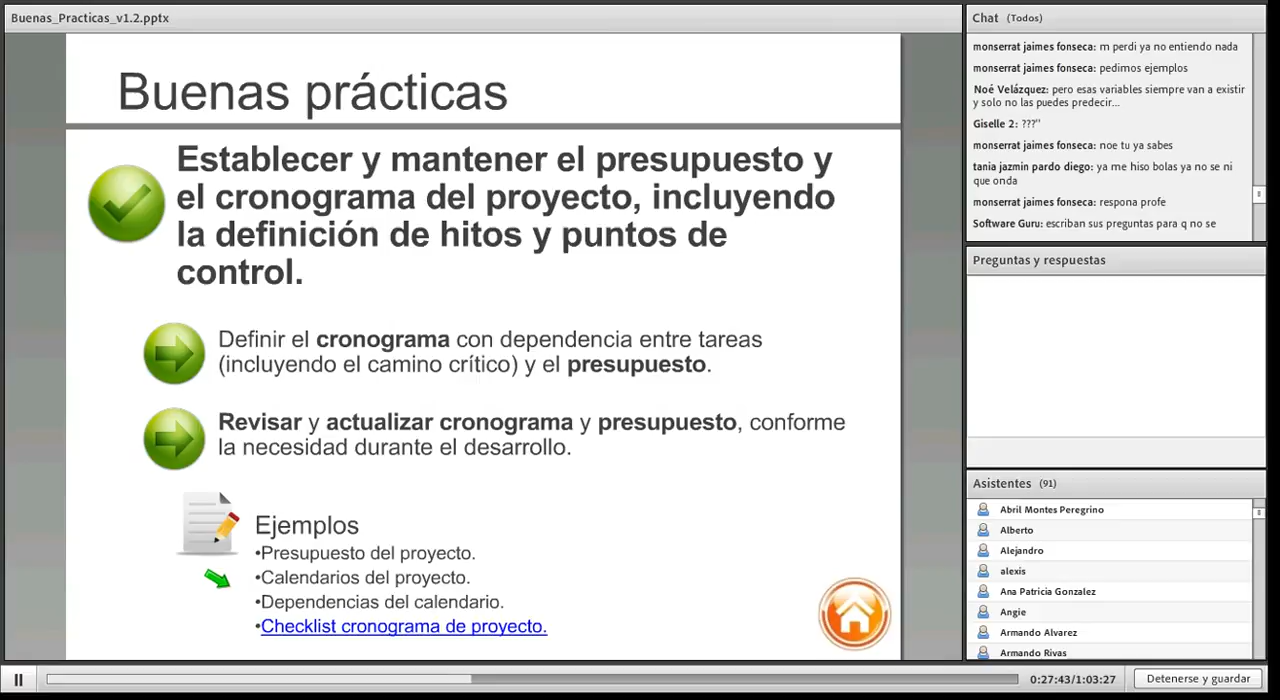 Buenas_Practicas_v1.2.pptx
Buenas prácticas
Establecer y mantener el presupuesto y
el cronograma del proyecto, incluyendo
la definición de hitos y puntos de
control.
Definir el cronograma con dependencia entre tareas
(incluyendo el camino crítico) y el presupuesto.
Revisar y actualizar cronograma y presupuesto, conforme
la necesidad durante el desarrollo.
Ejemplos
•Presupuesto del proyecto.
•Calendarios del proyecto.
•Dependencias del calendario.
•Checklist cronograma de proyecto.
Chat (Todos)
monserrat jaimes fonseca: m perdi ya no entiendo nada
monserrat jaimes fonseca: pedimos ejemplos
Noé Velázquez: pero esas variables siempre van a existir
y solo no las puedes predecir...
Giselle 2: ???"
monserrat jaimes fonseca: noe tu ya sabes
tania jazmin pardo diego: ya me hiso bolas ya no se ni
que onda
monserrat jaimes fonseca: respona profe
Software Guru: escriban sus preguntas para q no se
Preguntas y respuestas
Asistentes (91)
Abril Montes Peregrino
Alberto
Alejandro
alexis
Ana Patricia Gonzalez
Angie
Armando Alvarez
Armando Rivas
0:27:43/1:03:27
Detenerse y guardar